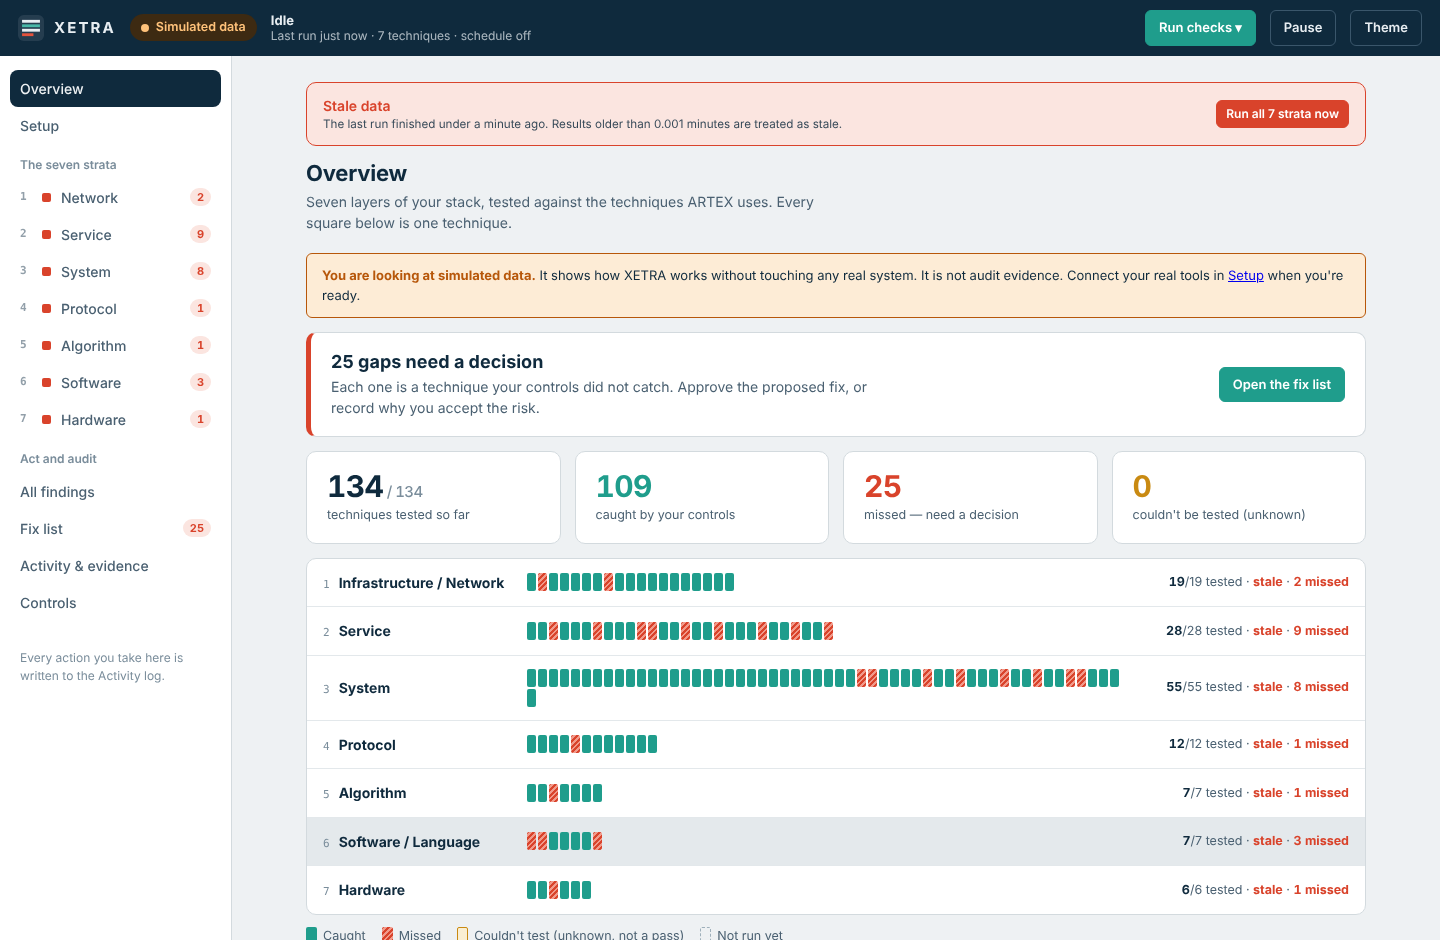 XETRA
Simulated data
Idle
Last run just now · 7 techniques · schedule off
Run checks ▾
Pause
Theme
Overview
Setup
The seven strata
1 Network 2
2 Service 9
3 System 8
4 Protocol 1
5 Algorithm 1
6 Software 3
7 Hardware 1
Act and audit
All findings
Fix list 25
Activity & evidence
Controls
Every action you take here is
written to the Activity log.
Stale data
The last run finished under a minute ago. Results older than 0.001 minutes are treated as stale.
Run all 7 strata now
Overview
Seven layers of your stack, tested against the techniques ARTEX uses. Every
square below is one technique.
You are looking at simulated data. It shows how XETRA works without touching any real system. It is not audit evidence. Connect your real tools in Setup when you're
ready.
25 gaps need a decision
Each one is a technique your controls did not catch. Approve the proposed fix, or
record why you accept the risk.
Open the fix list
134 / 134
techniques tested so far
109
caught by your controls
25
missed — need a decision
0
couldn't be tested (unknown)
1 Infrastructure / Network 19/19 tested · stale · 2 missed
2 Service 28/28 tested · stale · 9 missed
3 System 55/55 tested · stale · 8 missed
4 Protocol 12/12 tested · stale · 1 missed
5 Algorithm 7/7 tested · stale · 1 missed
6 Software / Language 7/7 tested · stale · 3 missed
7 Hardware 6/6 tested · stale · 1 missed
Caught Missed Couldn't test (unknown, not a pass) Not run yet